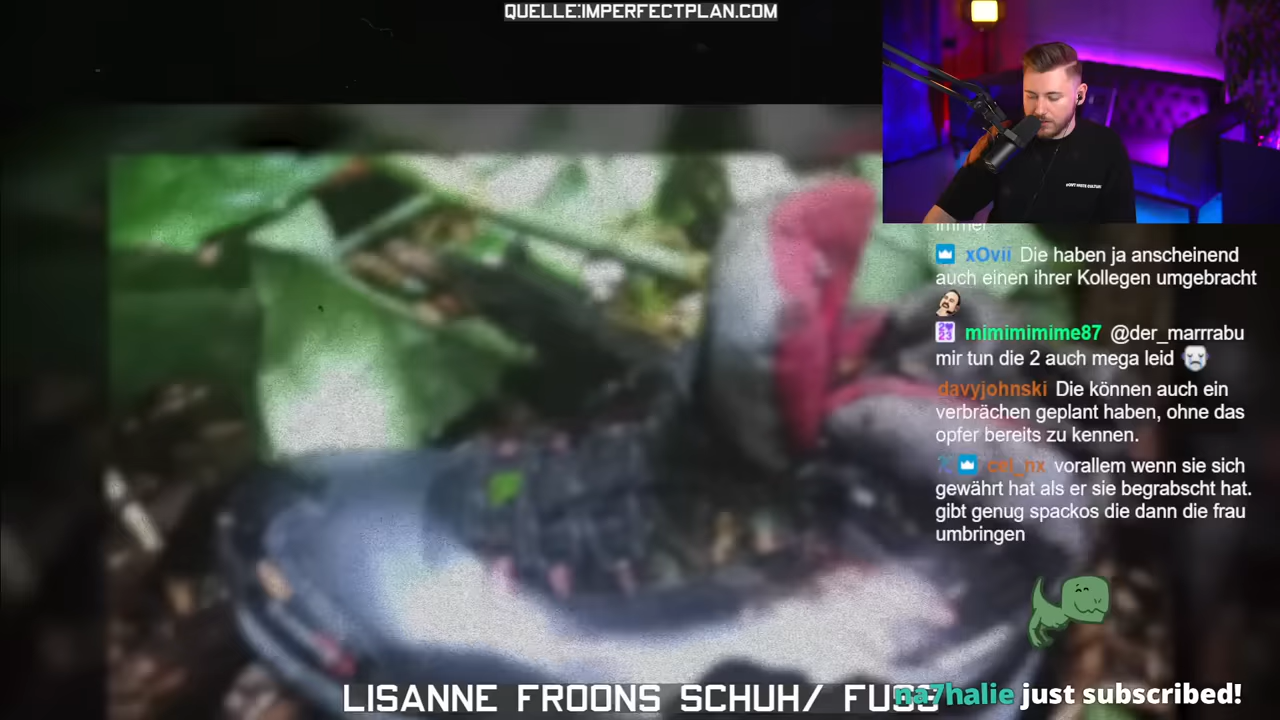 QUELLE:IMPERFECTPLAN.COM
immer
xOvii Die haben ja anscheinend
auch einen ihrer Kollegen umgebracht
mimimimime87 @der_marrrabu
mir tun die 2 auch mega leid
davyjohnski Die können auch ein
verbrächen geplant haben, ohne das
opfer bereits zu kennen.
vorallem wenn sie sich
gewährt hat als er sie begrabscht hat.
gibt genug spackos die dann die frau
umbringen
LISANNE FROONS SCHUH/ FUSS
na7halie just subscribed!